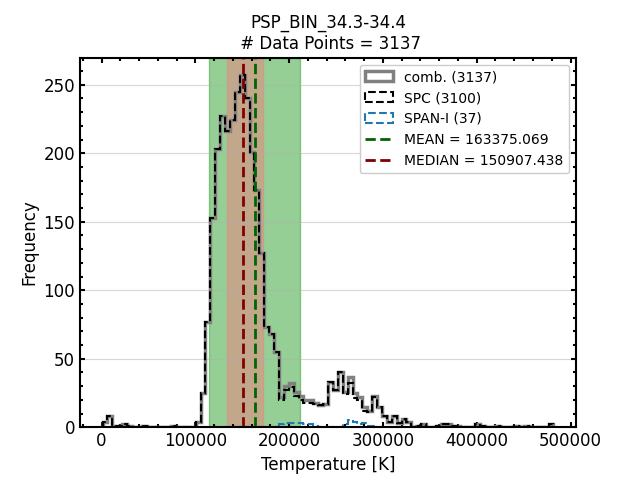 PSP_BIN_34.3-34.4
# Data Points = 3137
comb. (3137)
SPC (3100)
SPAN-I (37)
MEAN = 163375.069
MEDIAN = 150907.438
Frequency
250
200
150
100
50
0
0 100000 200000 300000 400000 500000
Temperature [K]